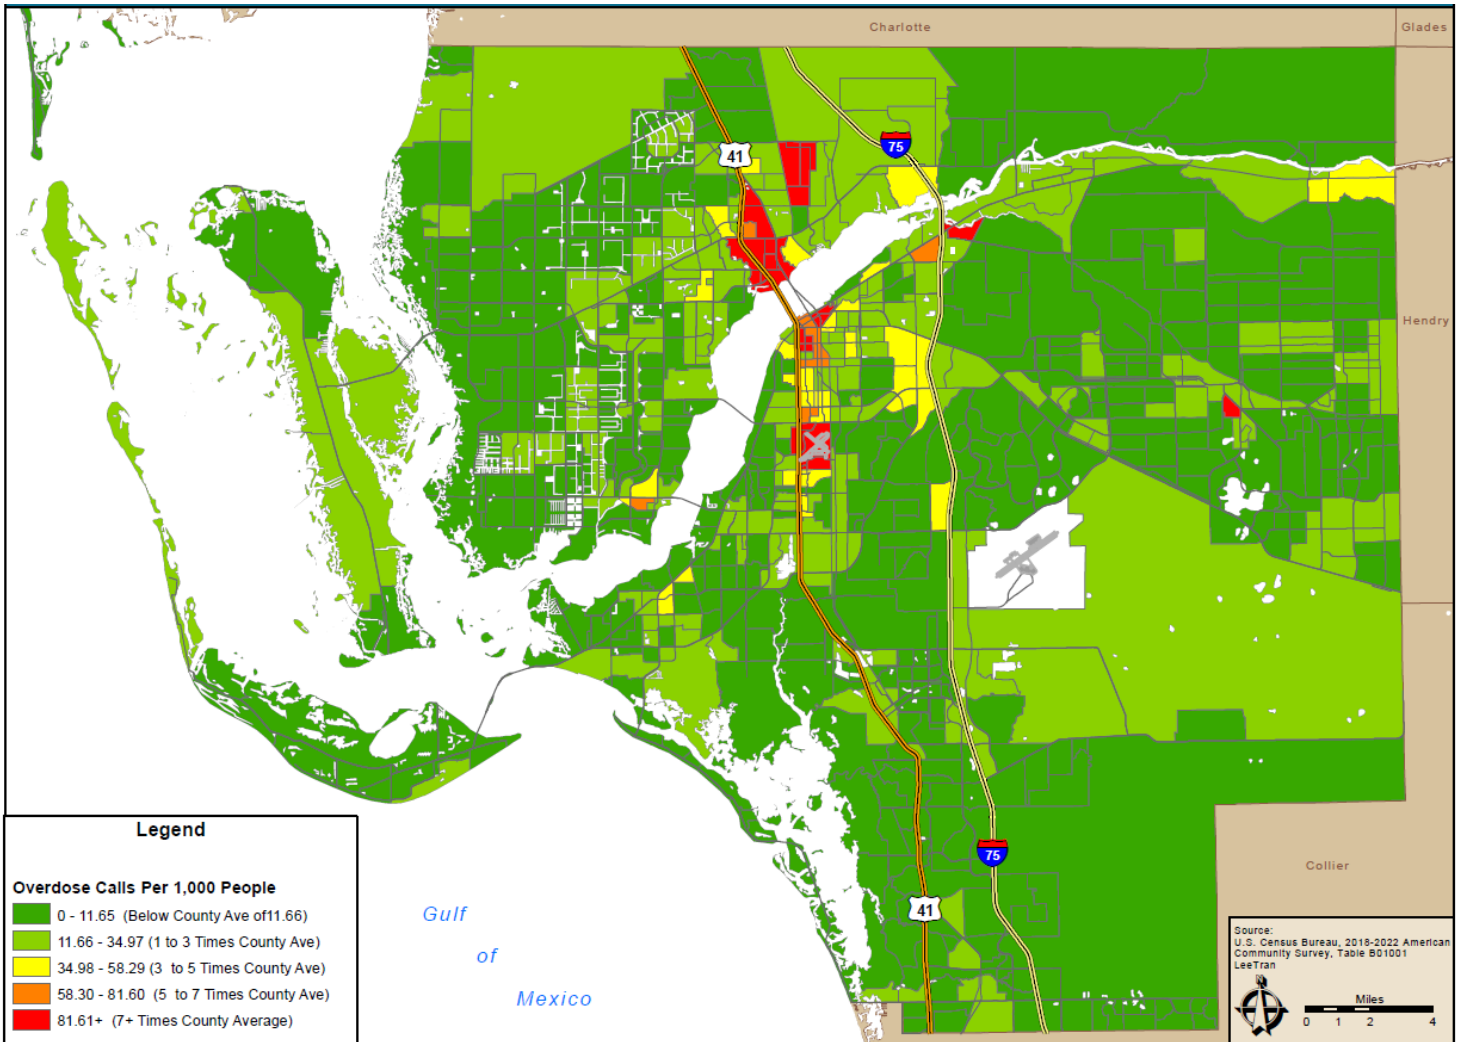 Charlotte
Glades
41
75
Hendry
75
Collier
41
Gulf
of
Mexico
Legend
Overdose Calls Per 1,000 People
0 - 11.65 (Below County Ave of11.66)
11.66 - 34.97 (1 to 3 Times County Ave)
34.98 - 58.29 (3 to 5 Times County Ave)
58.30 - 81.60 (5 to 7 Times County Ave)
81.61+ (7+ Times County Average)
Source:
U.S. Census Bureau, 2018-2022 American
Community Survey, Table B01001
LeeTran
N
Miles
0 1 2 4